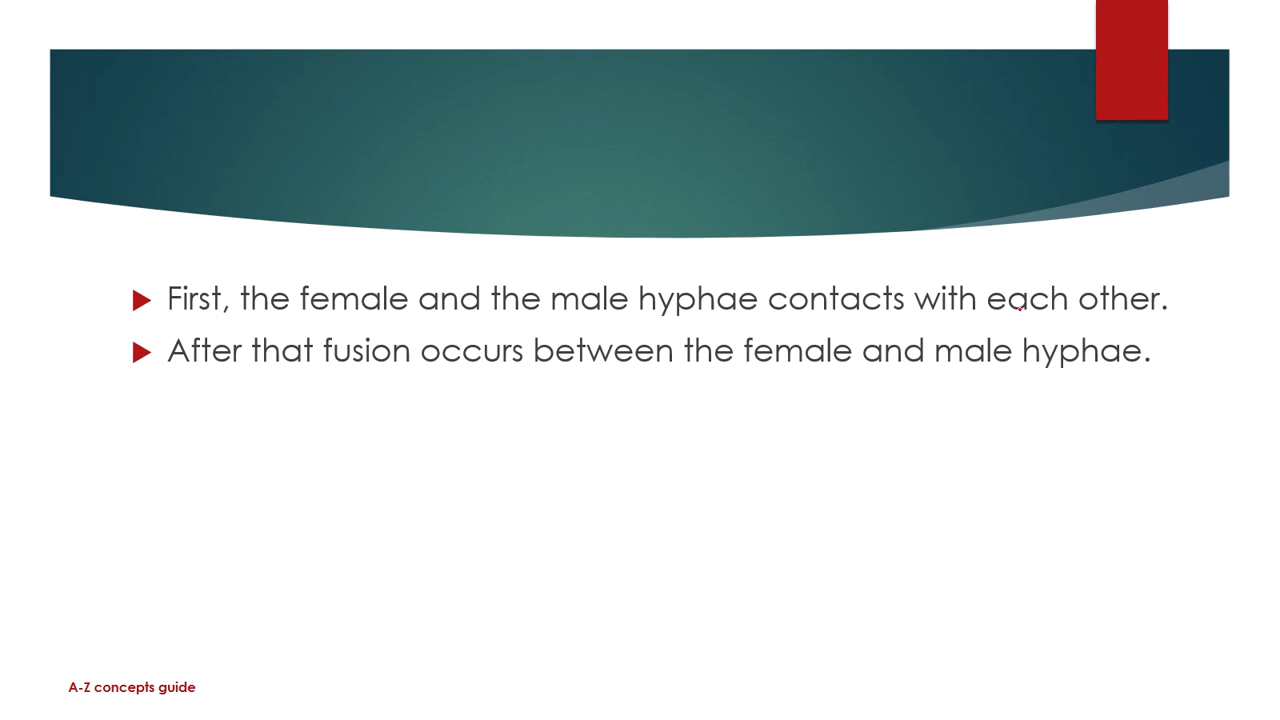 First, the female and the male hyphae contacts with each other.
After that fusion occurs between the female and male hyphae.
A-Z concepts guide